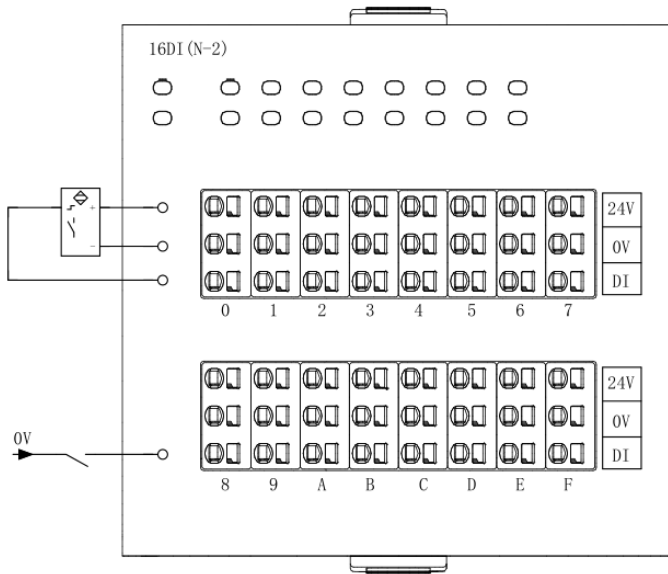 16DI(N-2)
+
-
24V
0V
DI
0 1 2 3 4 5 6 7
24V
0V
DI
0V
8 9 A B C D E F